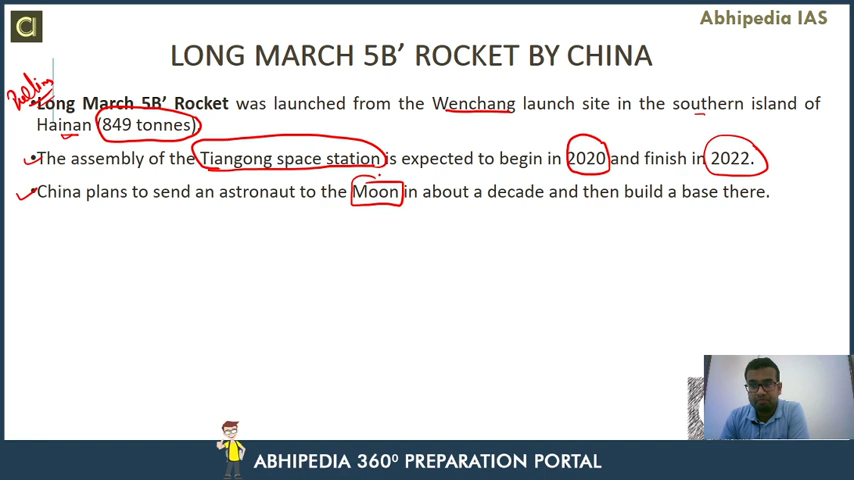 Abhipedia IAS
LONG MARCH 5B’ ROCKET BY CHINA
•Long March 5B’ Rocket was launched from the Wenchang launch site in the southern island of
Hainan (849 tonnes)
•The assembly of the Tiangong space station is expected to begin in 2020 and finish in 2022.
•China plans to send an astronaut to the Moon in about a decade and then build a base there.
ABHIPEDIA 360⁰ PREPARATION PORTAL